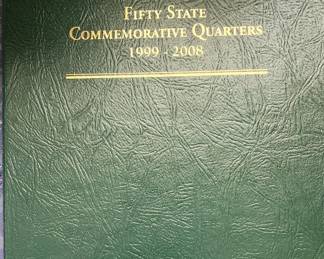 Fifty State
Commemorative Quarters
1999 - 2008